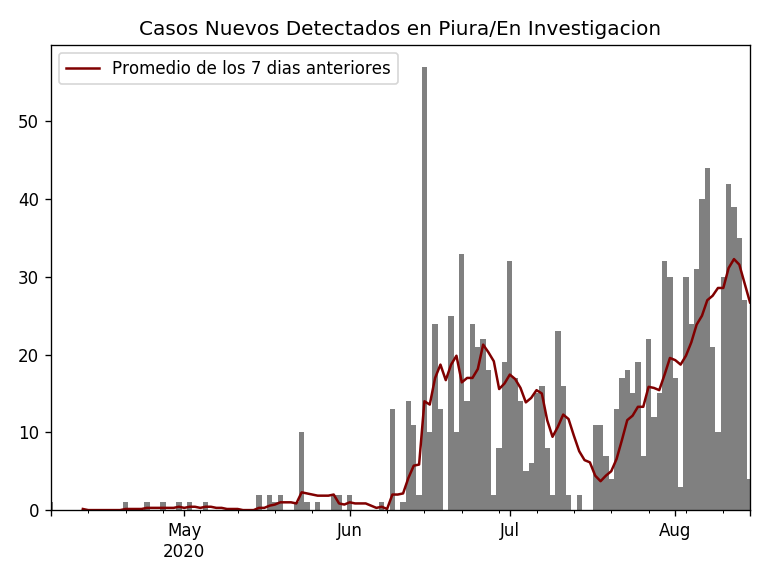 Casos Nuevos Detectados en Piura/En Investigacion
Promedio de los 7 dias anteriores
50
40
30
20
10
0
May Jun Jul Aug
2020